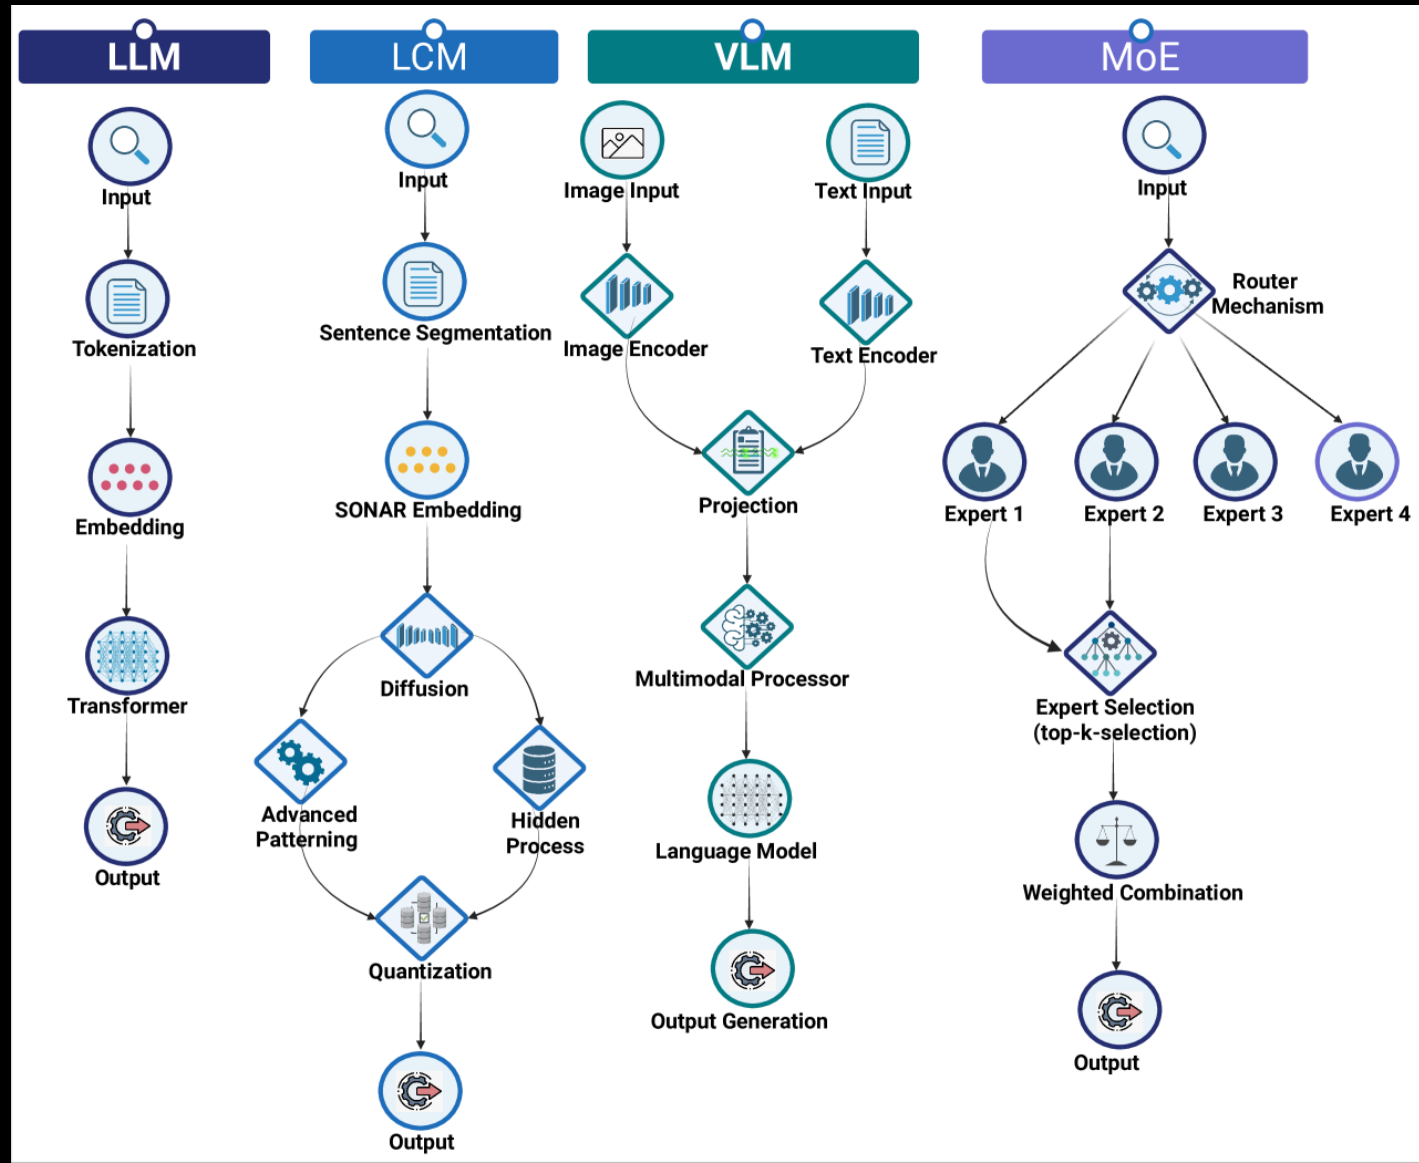 LLM
Input
Tokenization
Embedding
Transformer
Output
LCM
Input
Sentence Segmentation
SONAR Embedding
Diffusion
Advanced
Patterning
Hidden
Process
Quantization
Output
VLM
Image Input
Text Input
Image Encoder
Text Encoder
Projection
Multimodal Processor
Language Model
Output Generation
MoE
Input
Router
Mechanism
Expert 1
Expert 2
Expert 3
Expert 4
Expert Selection
(top-k-selection)
Weighted Combination
Output